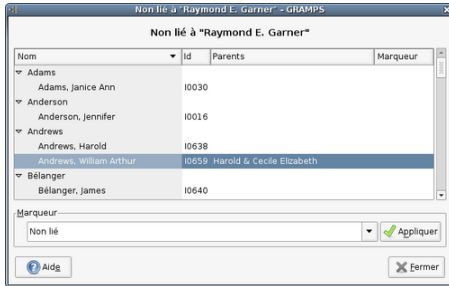 Non lié à "Raymond E. Garner" - GRAMPS
Non lié à "Raymond E. Garner"
Nom Id Parents Marqueur
Adams
Adams, Janice Ann I0030
Anderson
Anderson, Jennifer I0016
Andrews
Andrews, Harold I0638
Andrews, William Arthur I0659 Harold & Cecile Elizabeth
Bélanger
Bélanger, James I0640
Marqueur
Non lié Appliquer
Aide Fermer